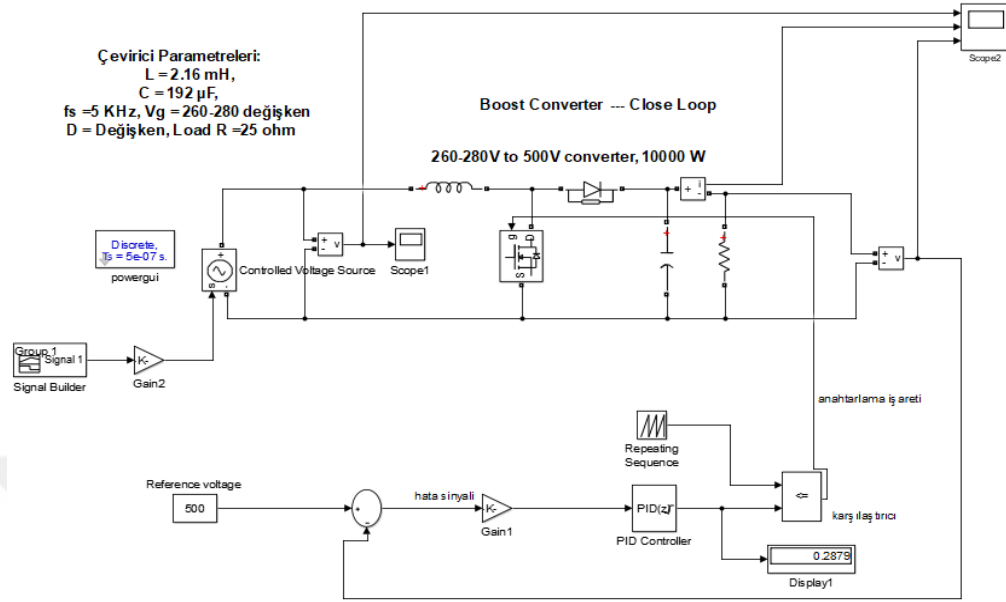 Çevirici Parametreleri:
L = 2.16 mH,
C = 192 µF,
fs =5 KHz, Vg = 260-280 değişken
D = Değişken, Load R =25 ohm
Boost Converter --- Close Loop
260-280V to 500V converter, 10000 W
Scope2
Discrete,
Ts = 5e-07 s.
powergui
s
+
-
Controlled Voltage Source
+
-
v
Scope1
g
D
S
+
i
-
+
-
v
Group 1
Signal 1
Signal Builder
K-
Gain2
anahtarlama işareti
Repeating
Sequence
Reference voltage
500
+
-
hata sinyali
K-
Gain1
PID(z)
PID Controller
<=
karşılaştırıcı
0.2879
Display1